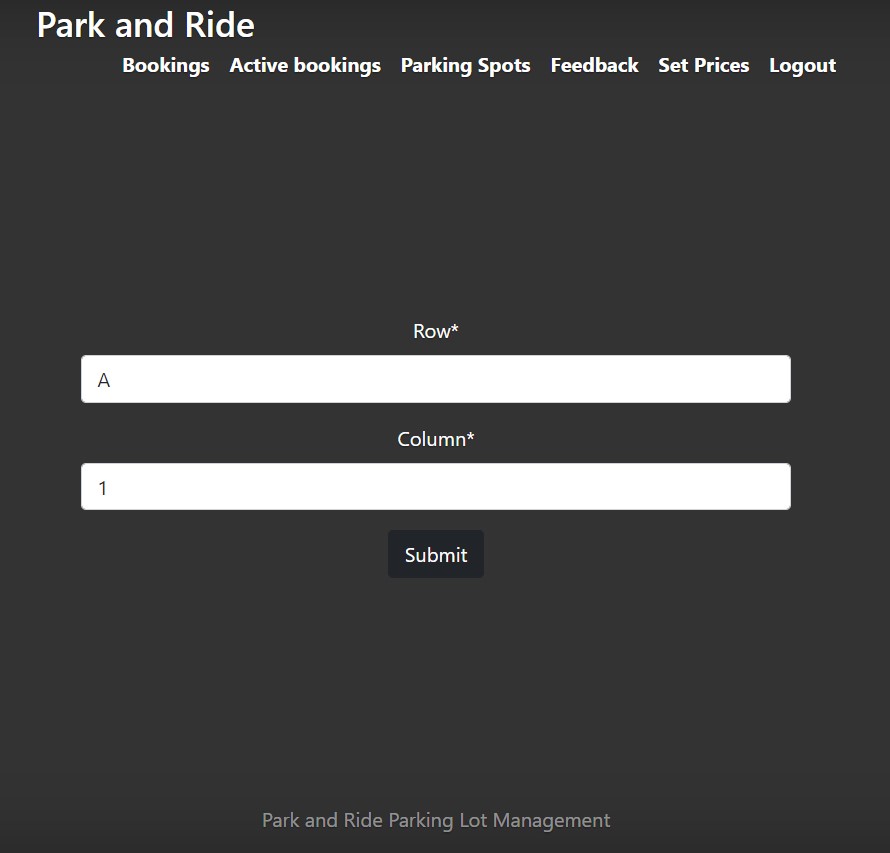 Park and Ride
Bookings Active bookings Parking Spots Feedback Set Prices Logout
Row*
A
Column*
1
Submit
Park and Ride Parking Lot Management